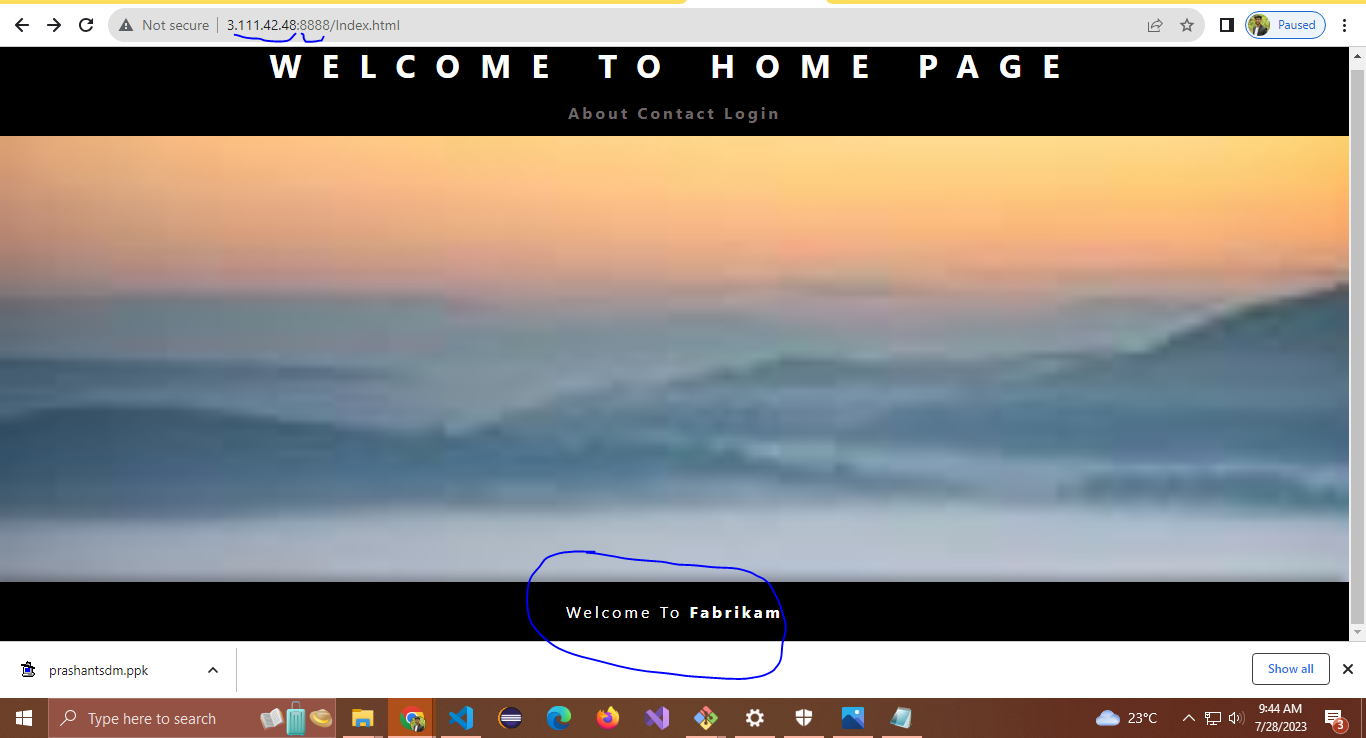 Not secure 3.111.42.48:8888/Index.html Paused
WELCOME TO HOME PAGE
About Contact Login
Welcome To Fabrikam
prashantsdm.ppk Show all
Type here to search 23°C 9:44 AM
7/28/2023 3